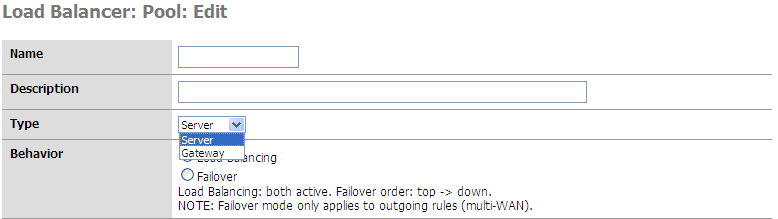 Load Balancer: Pool: Edit
Name
Description
Type
Server
Server
Gateway
Behavior
Balancing
Failover
Load Balancing: both active. Failover order: top -> down.
NOTE: Failover mode only applies to outgoing rules (multi-WAN).